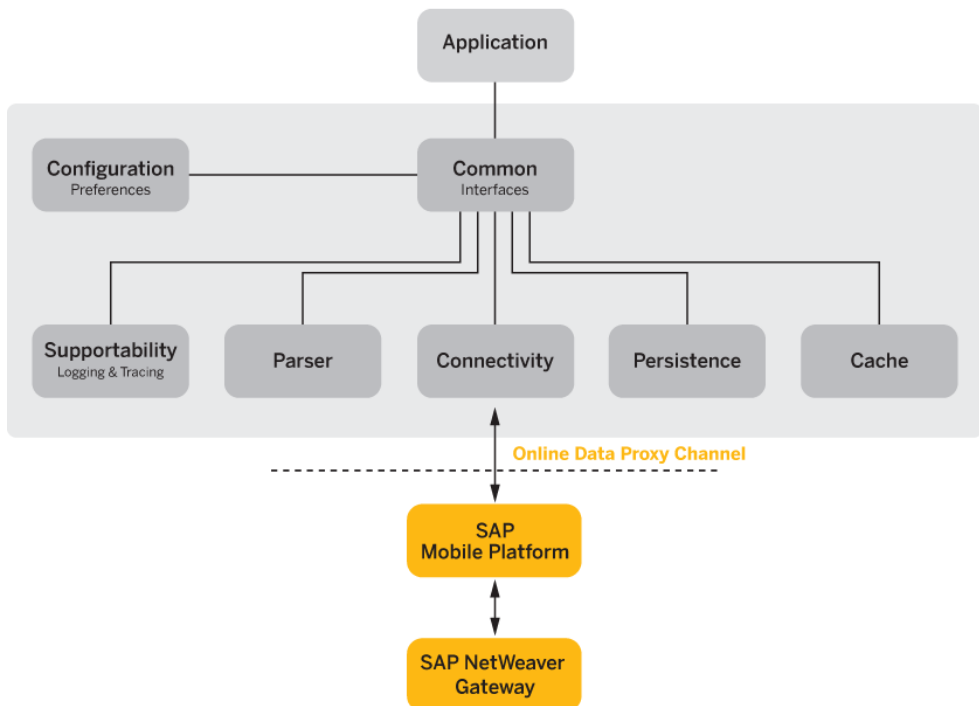 Application
Configuration
Preferences
Common
Interfaces
Supportability
Logging & Tracing
Parser
Connectivity
Persistence
Cache
Online Data Proxy Channel
SAP
Mobile Platform
SAP NetWeaver
Gateway